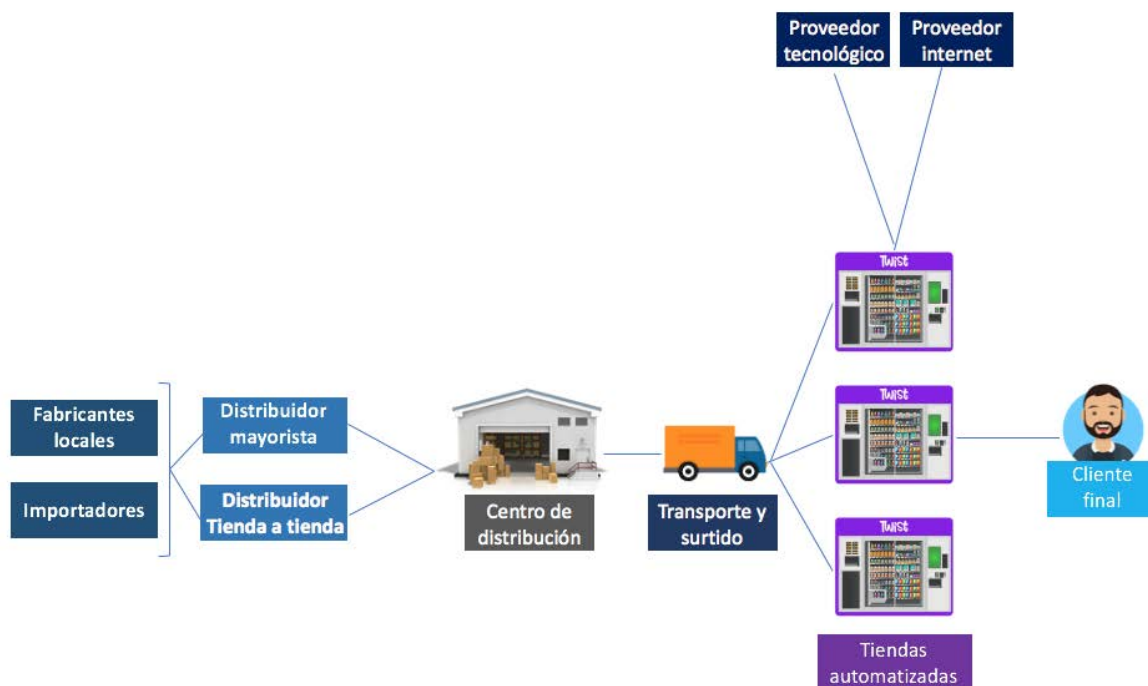 Proveedor
tecnológico
Proveedor
internet
Twist
Twist
Twist
Fabricantes
locales
Importadores
Distribuidor
mayorista
Distribuidor
Tienda a tienda
Centro de
distribución
Transporte y
surtido
Cliente
final
Tiendas
automatizadas